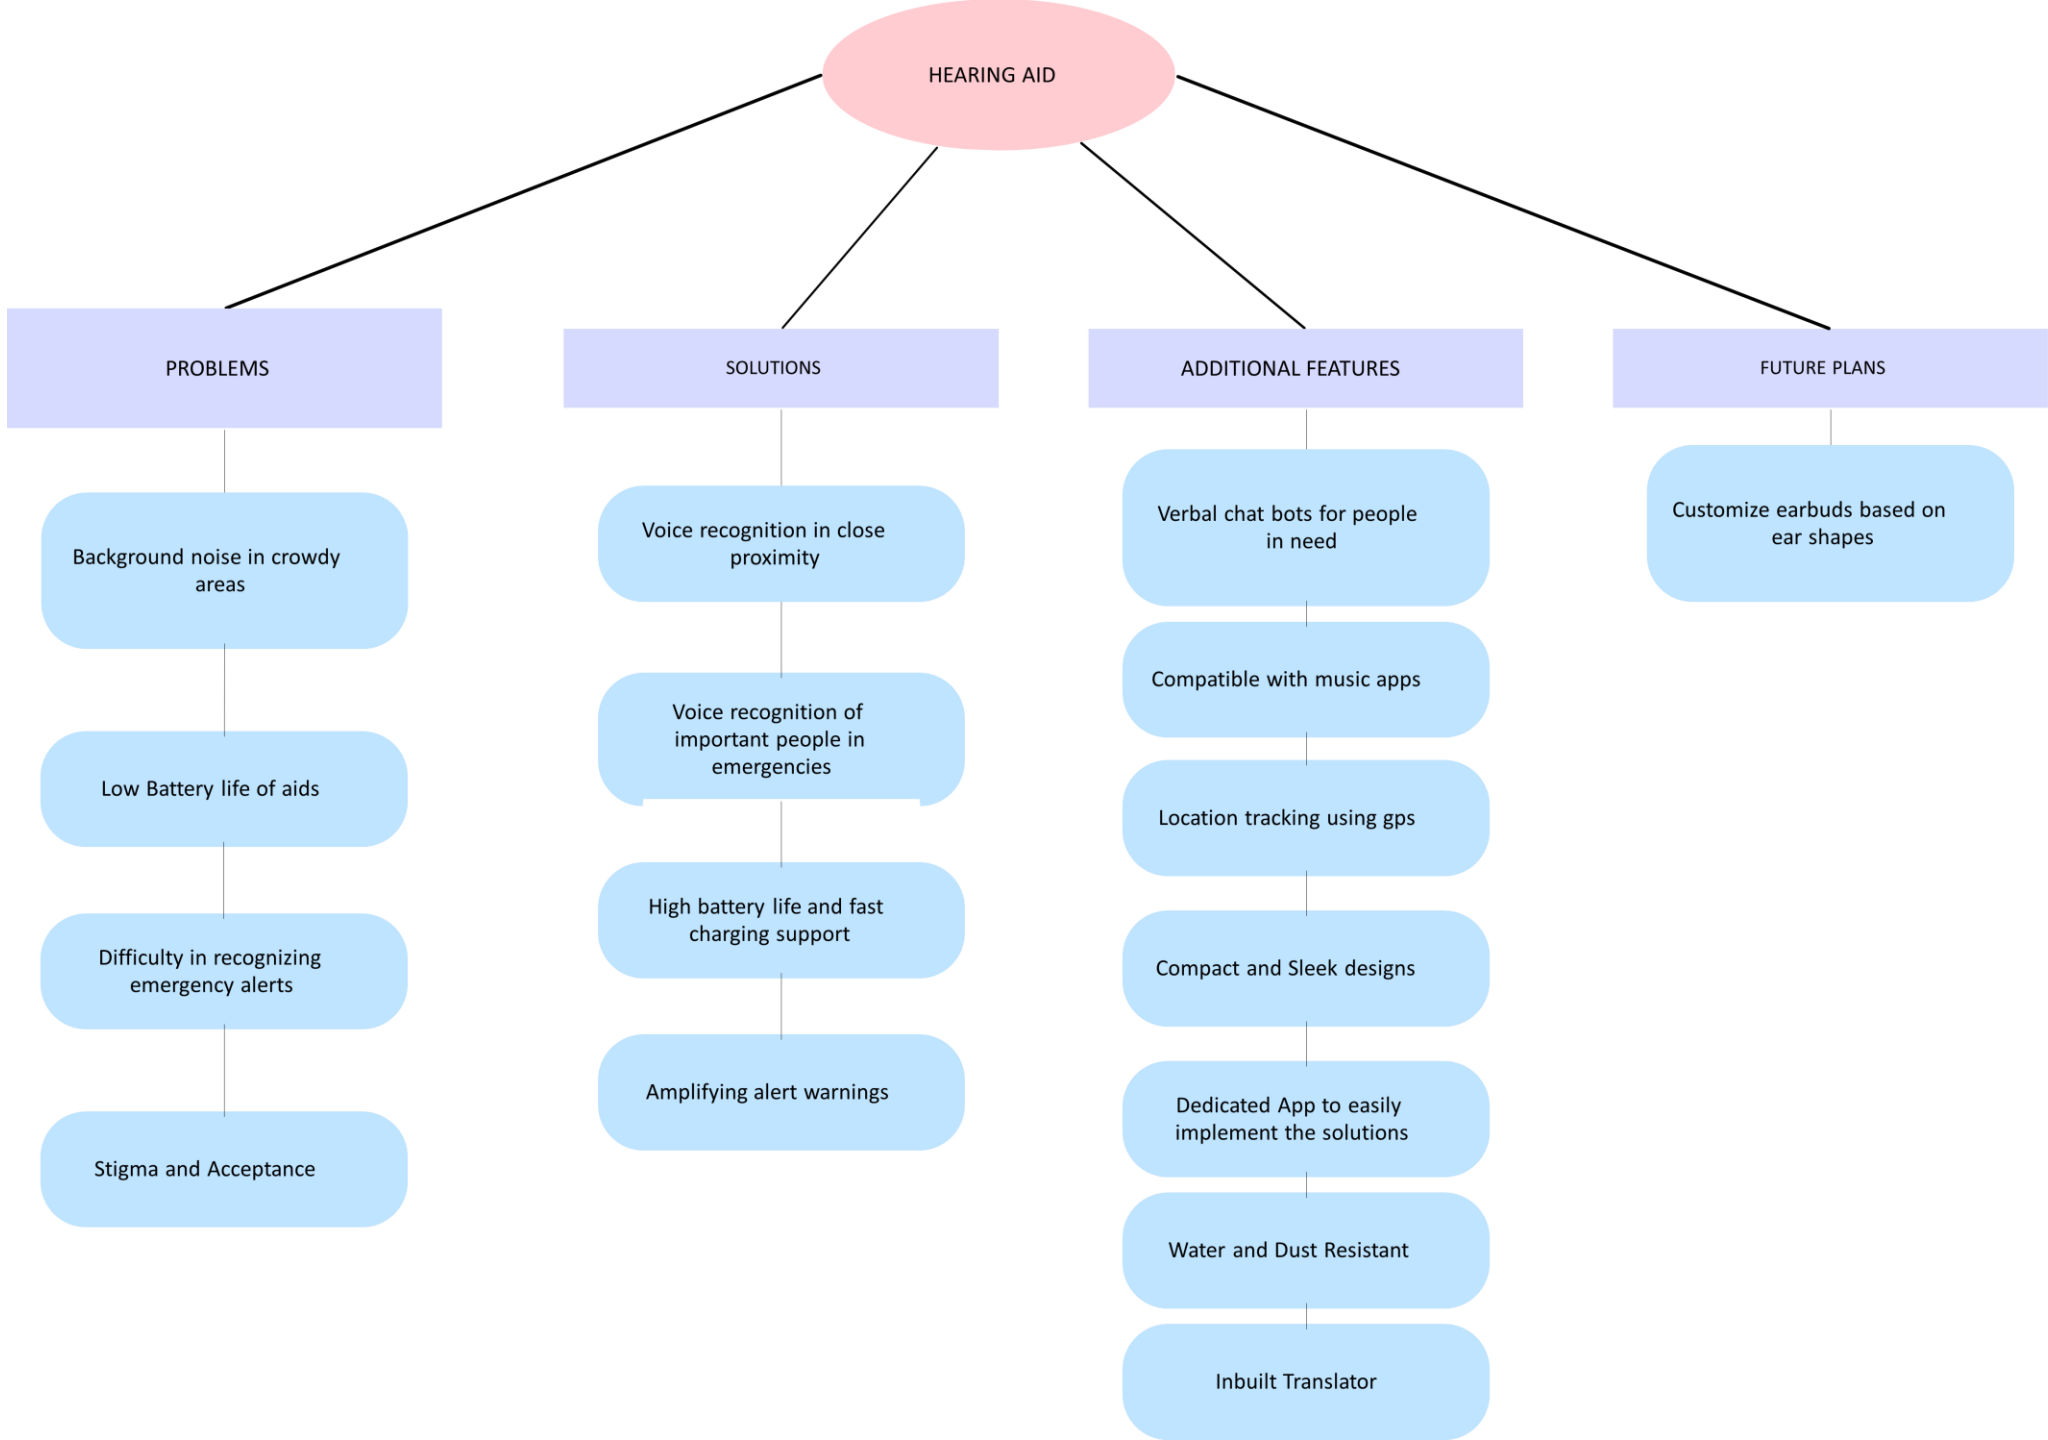 HEARING AID
PROBLEMS
Background noise in crowdy
areas
Low Battery life of aids
Difficulty in recognizing
emergency alerts
Stigma and Acceptance
SOLUTIONS
Voice recognition in close
proximity
Voice recognition of
important people in
emergencies
High battery life and fast
charging support
Amplifying alert warnings
ADDITIONAL FEATURES
Verbal chat bots for people
in need
Compatible with music apps
Location tracking using gps
Compact and Sleek designs
Dedicated App to easily
implement the solutions
Water and Dust Resistant
Inbuilt Translator
FUTURE PLANS
Customize earbuds based on
ear shapes